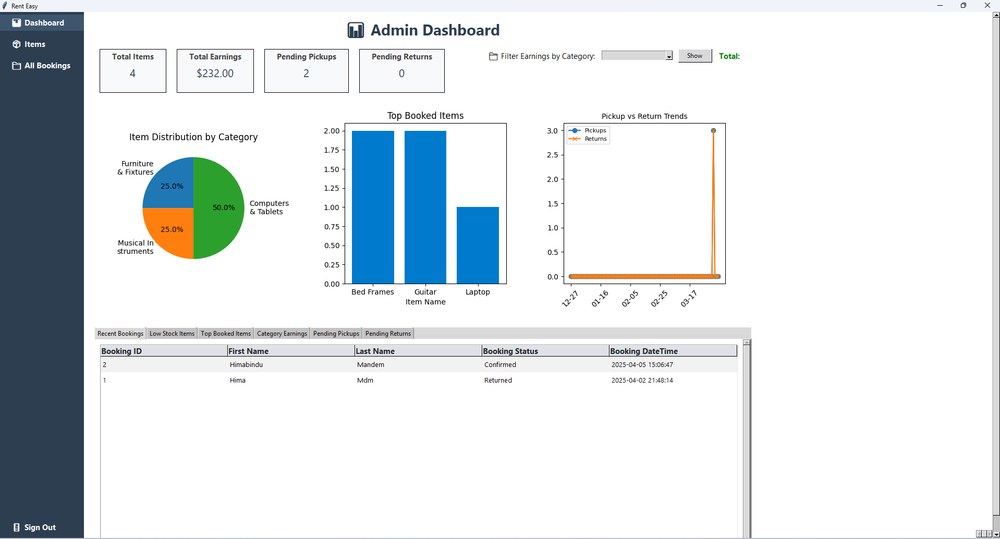 Rent Easy
Dashboard
Items
All Bookings
Sign Out
Admin Dashboard
Total Items
4
Total Earnings
$232.00
Pending Pickups
2
Pending Returns
0
Filter Earnings by Category:
Show
Total:
Item Distribution by Category
Furniture
& Fixtures
25.0%
50.0%
Computers
& Tablets
25.0%
Musical In
struments
Top Booked Items
2.00
1.75
1.50
1.25
1.00
0.75
0.50
0.25
0.00
Bed Frames Guitar Laptop
Item Name
Pickup vs Return Trends
Pickups
Returns
3.0
2.5
2.0
1.5
1.0
0.5
0.0
12-27 01-16 02-05 02-25 03-17
Recent Bookings Low Stock Items Top Booked Items Category Earnings Pending Pickups Pending Returns
Booking ID First Name Last Name Booking Status Booking DateTime
2 Himabindu Mandem Confirmed 2025-04-05 15:06:47
1 Hima Mdm Returned 2025-04-02 21:48:14